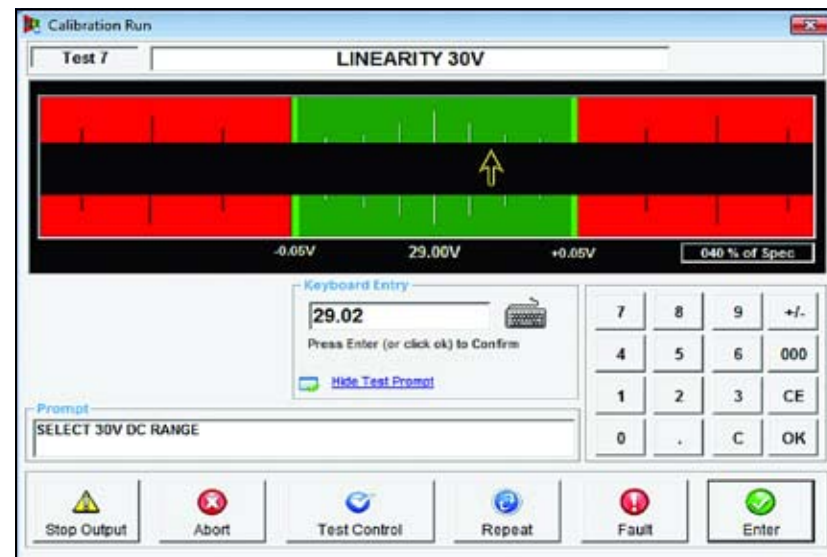 Calibration Run
Test 7 LINEARITY 30V
-0.05V 29.00V +0.05V 040 % of Spec
Keyboard Entry
29.02
Press Enter (or click ok) to Confirm
Hide Test Prompt
7 8 9 +/-
4 5 6 000
1 2 3 CE
0 . C OK
Prompt
SELECT 30V DC RANGE
Stop Output Abort Test Control Repeat Fault Enter